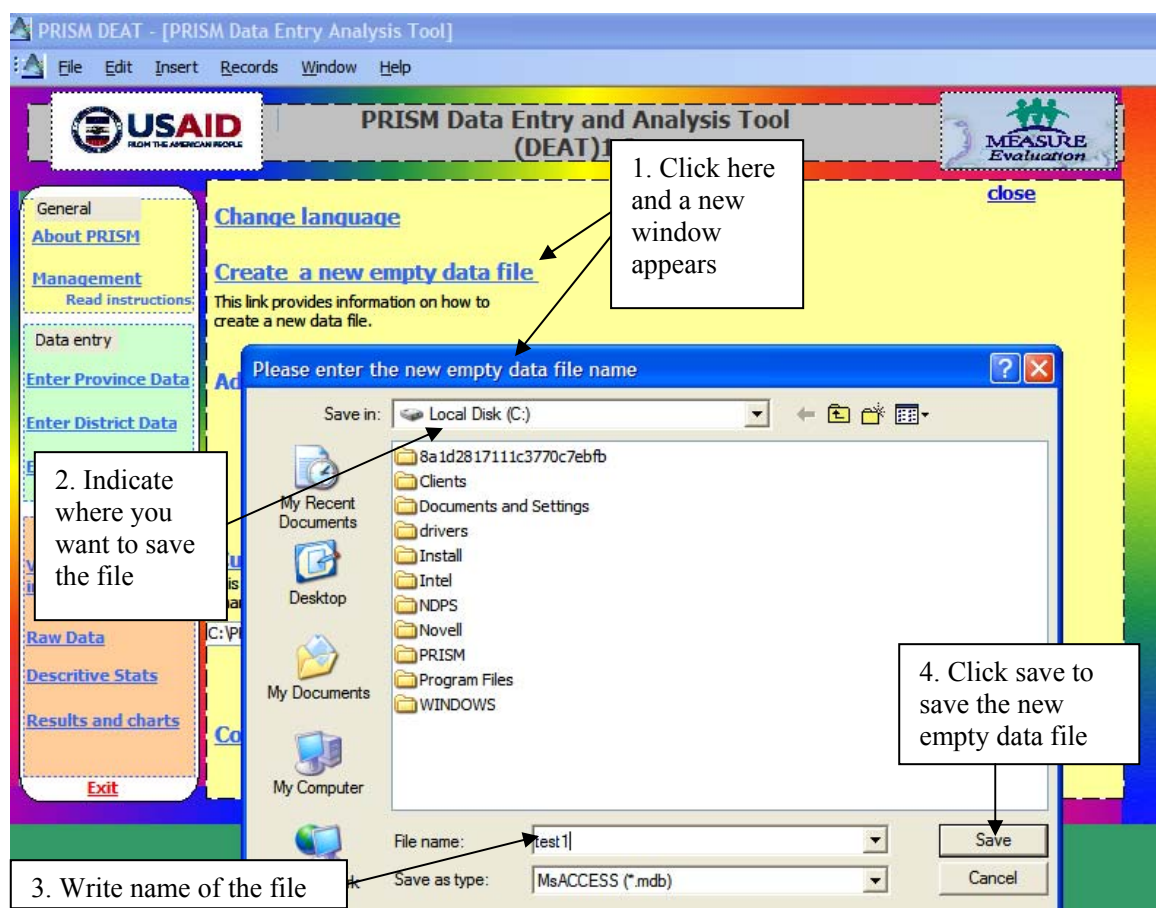 PRISM DEAT - [PRISM Data Entry Analysis Tool]
File Edit Insert Records Window Help
USAID
FROM THE AMERICAN PEOPLE
PRISM Data Entry and Analysis Tool
(DEAT)
MEASURE
Evaluation
close
General
About PRISM
Management
Read instructions
Data entry
Enter Province Data
Enter District Data
Raw Data
Descritive Stats
Results and charts
Exit
Change language
Create a new empty data file
This link provides information on how to
create a new data file.
Ad
C:\P
Co
1. Click here
and a new
window
appears
2. Indicate
where you
want to save
the file
3. Write name of the file
4. Click save to
save the new
empty data file
Please enter the new empty data file name
Save in: Local Disk (C:)
My Recent
Documents
Desktop
My Documents
My Computer
8a1d2817111c3770c7ebfb
Clients
Documents and Settings
drivers
Install
Intel
NDPS
Novell
PRISM
Program Files
WINDOWS
File name: test1 Save
Save as type: MsACCESS (*.mdb) Cancel